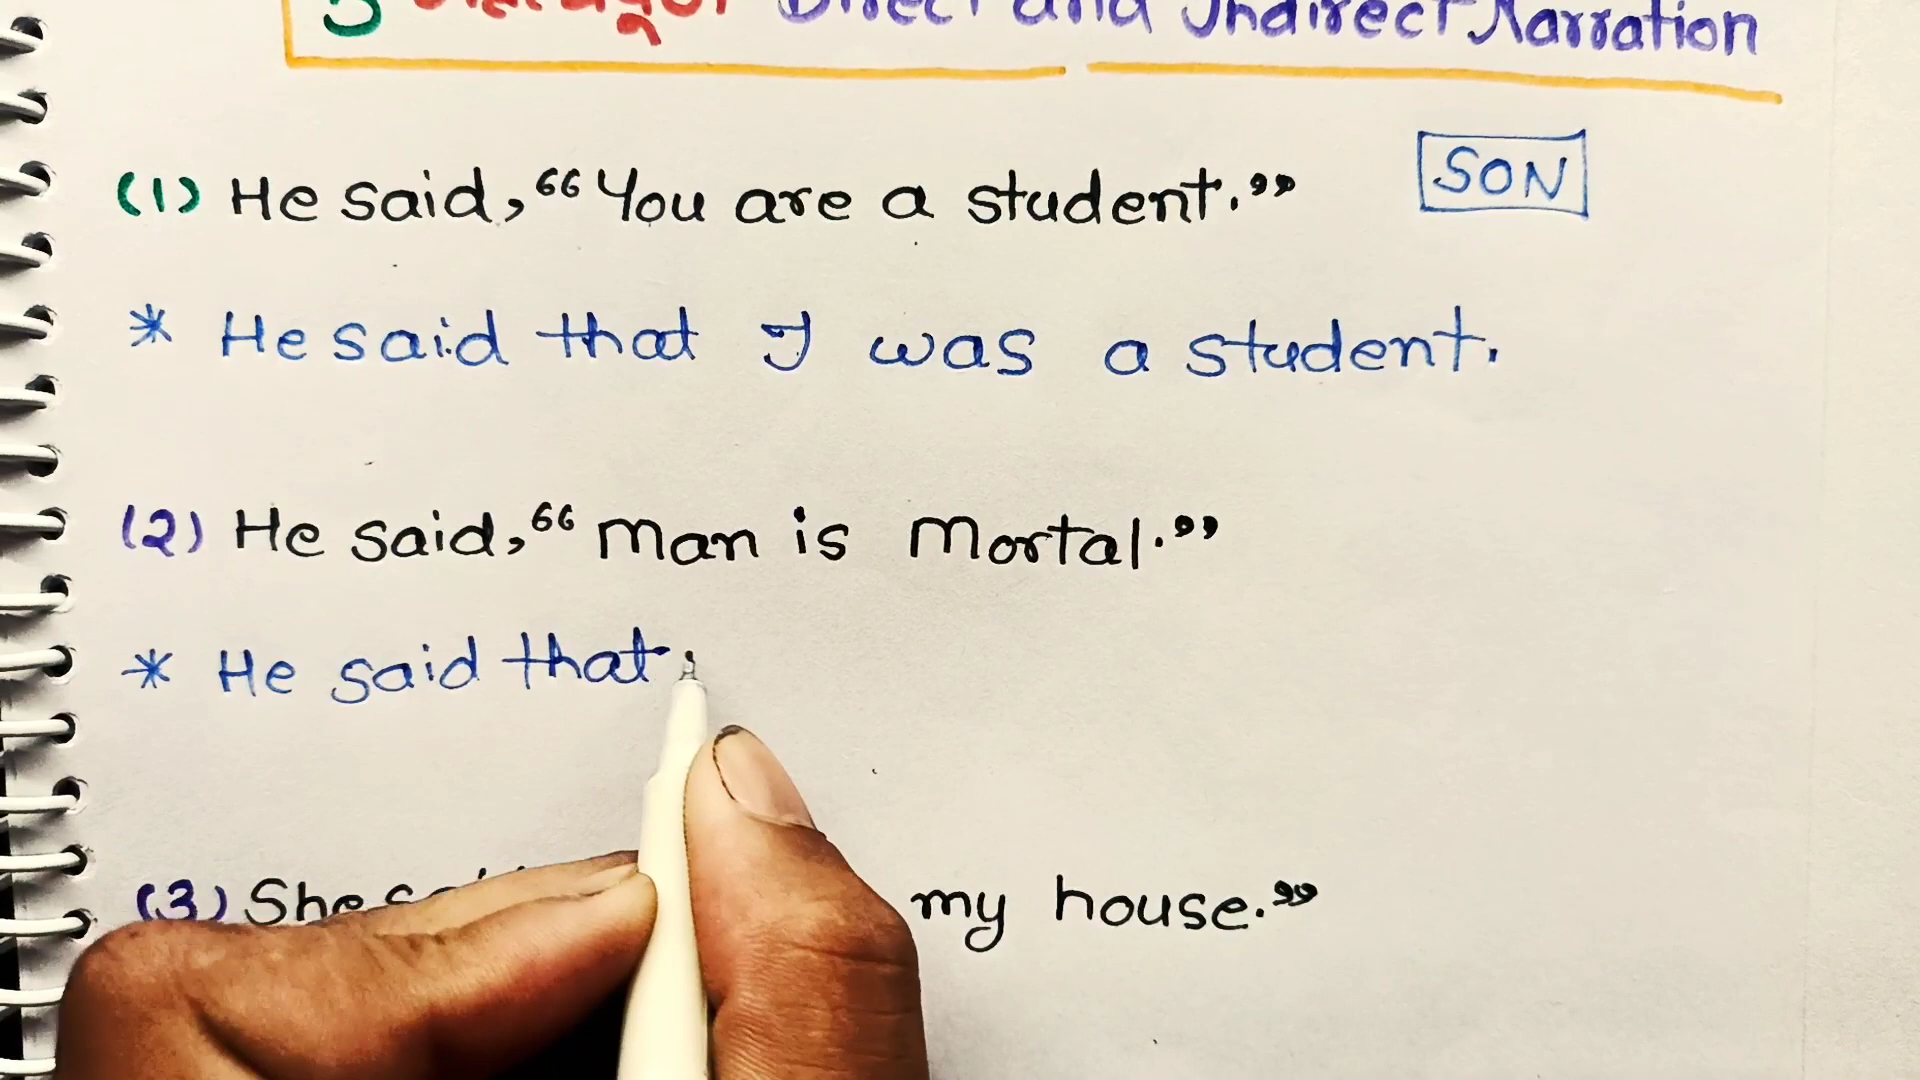 Direct and Indirect Narration
(1) He said, “You are a student.”
SON
* He said that I was a student.
(2) He said, “Man is Mortal.”
* He said that
(3) She my house.”